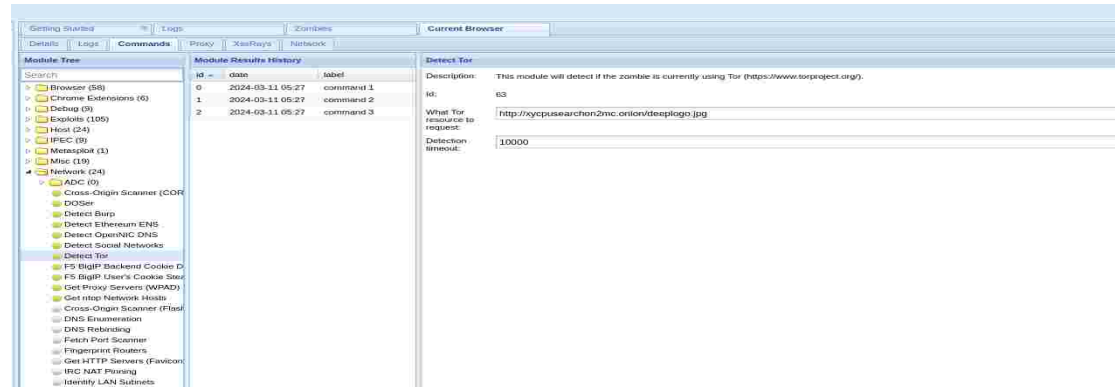 Getting Started Logs Zombies Current Browser
Details Logs Commands Proxy XssRays Network
Module Tree
Search
Browser (58)
Chrome Extensions (6)
Debug (9)
Exploits (105)
Host (24)
IPEC (9)
Metasploit (1)
Misc (19)
Network (24)
ADC (0)
Cross-Origin Scanner (COR
DOSer
Detect Burp
Detect Ethereum ENS
Detect OpenNIC DNS
Detect Social Networks
Detect Tor
F5 BigIP Backend Cookie D
F5 BigIP User's Cookie Stea
Get Proxy Servers (WPAD)
Get ntop Network Hosts
Cross-Origin Scanner (Flash
DNS Enumeration
DNS Rebinding
Fetch Port Scanner
Fingerprint Routers
Get HTTP Servers (Favicon
IRC NAT Pinning
Identify LAN Subnets
Module Results History
id date label
0 2024-03-11 05:27 command 1
1 2024-03-11 05:27 command 2
2 2024-03-11 05:27 command 3
Detect Tor
Description: This module will detect if the zombie is currently using Tor (https://www.torproject.org/).
Id: 63
What Tor
resource to
request:
http://xycpusearchon2mc.onion/deeplogo.jpg
Detection
timeout:
10000